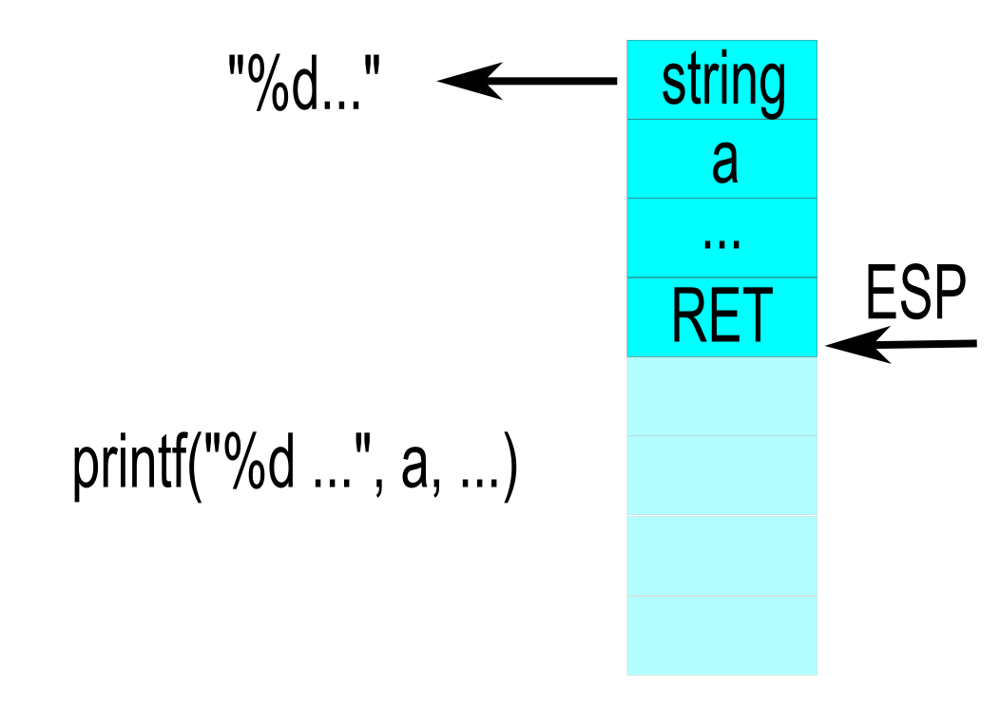 "%d..."
string
a
...
RET
ESP
printf("%d ...", a, ...)